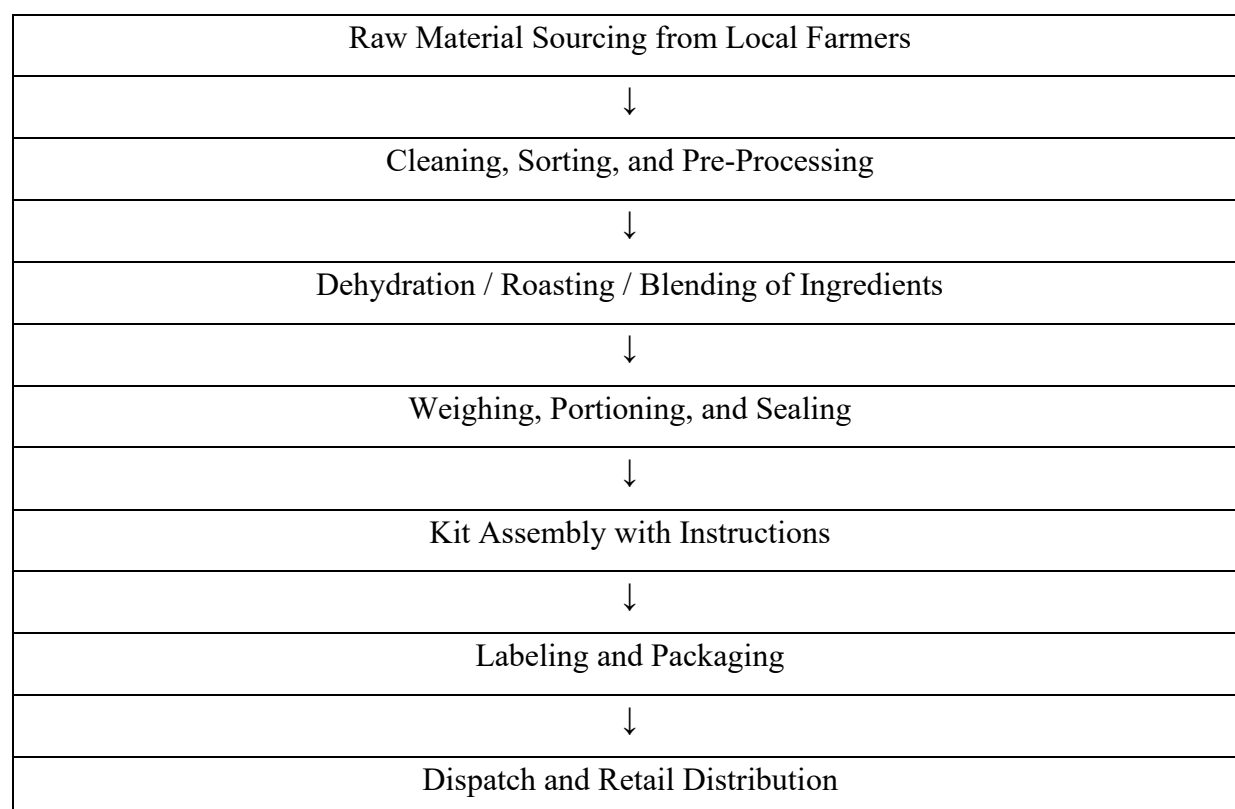 Raw Material Sourcing from Local Farmers
↓
Cleaning, Sorting, and Pre-Processing
↓
Dehydration / Roasting / Blending of Ingredients
↓
Weighing, Portioning, and Sealing
↓
Kit Assembly with Instructions
↓
Labeling and Packaging
↓
Dispatch and Retail Distribution